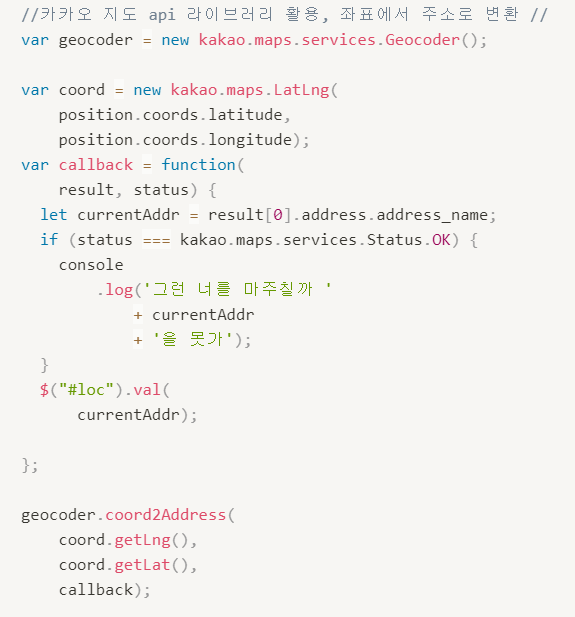 //카카오 지도 api 라이브러리 활용, 좌표에서 주소로 변환 //
var geocoder = new kakao.maps.services.Geocoder();
var coord = new kakao.maps.LatLng(
position.coords.latitude,
position.coords.longitude);
var callback = function(
result, status) {
let currentAddr = result[0].address.address_name;
if (status === kakao.maps.services.Status.OK) {
console
.log('그런 너를 마주칠까 '
+ currentAddr
+ '을 못가');
}
$("#loc").val(
currentAddr);
};
geocoder.coord2Address(
coord.getLng(),
coord.getLat(),
callback);